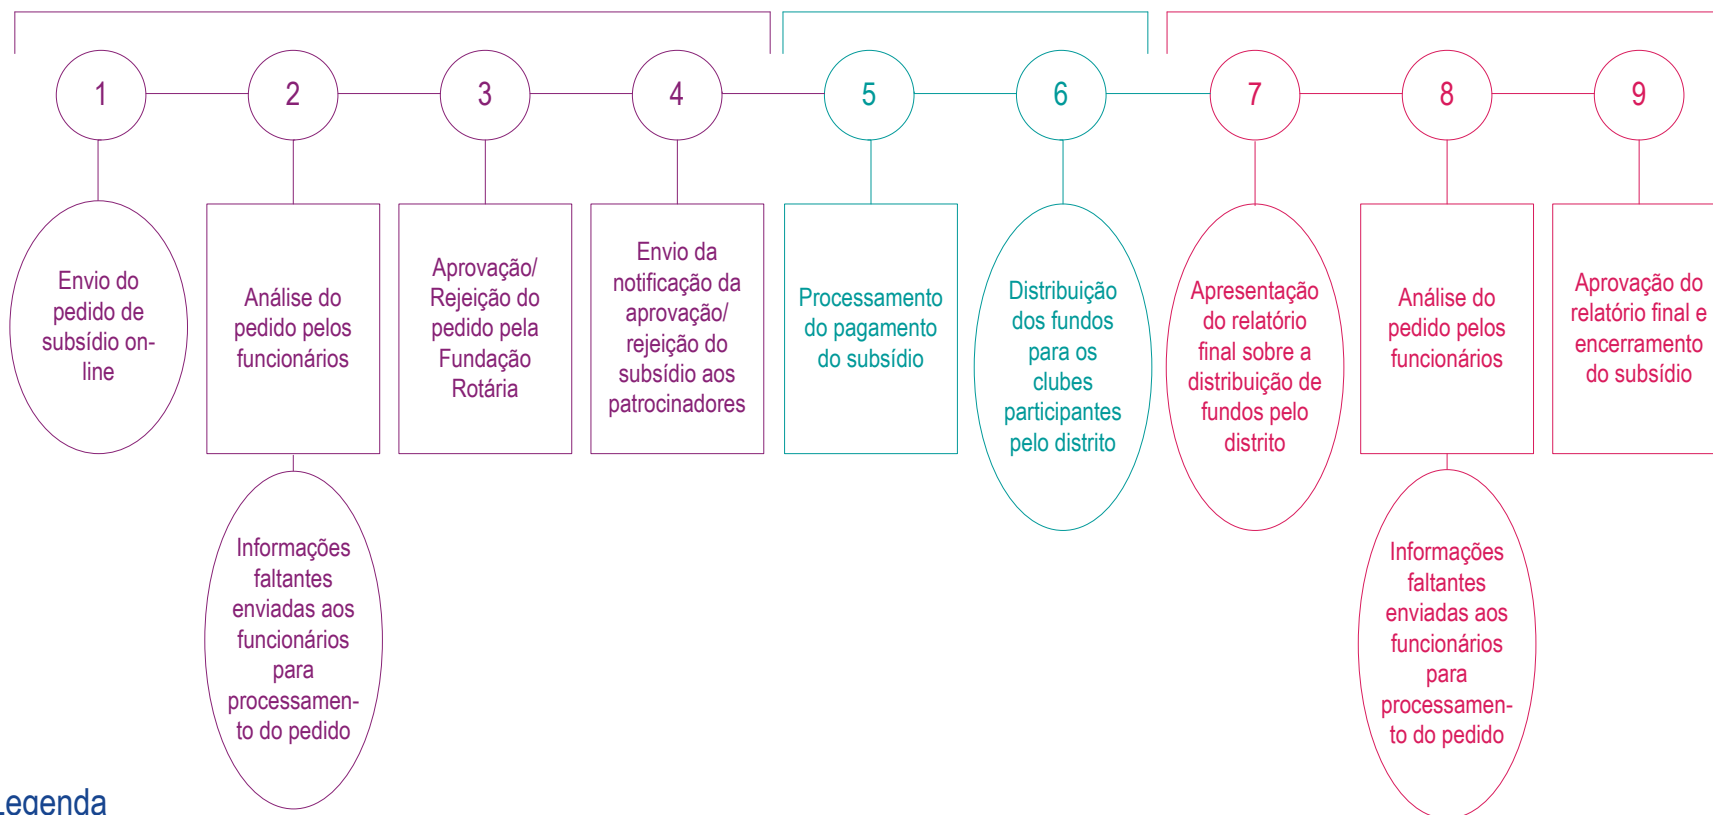 1
2
3
4
5
6
7
8
9
Envio do
pedido de
subsídio on-
line
Análise do
pedido pelos
funcionários
Aprovação/
Rejeição do
pedido pela
Fundação
Rotária
Envio da
notificação da
aprovação/
rejeição do
subsídio aos
patrocinadores
Processamento
do pagamento
do subsídio
Distribuição
dos fundos
para os
clubes
participantes
pelo distrito
Apresentação
do relatório
final sobre a
distribuição de
fundos pelo
distrito
Análise do
pedido pelos
funcionários
Aprovação do
relatório final e
encerramento
do subsídio
Informações
faltantes
enviadas aos
funcionários
para
processamen-
to do pedido
Informações
faltantes
enviadas aos
funcionários
para
processamen-
to do pedido
Legenda